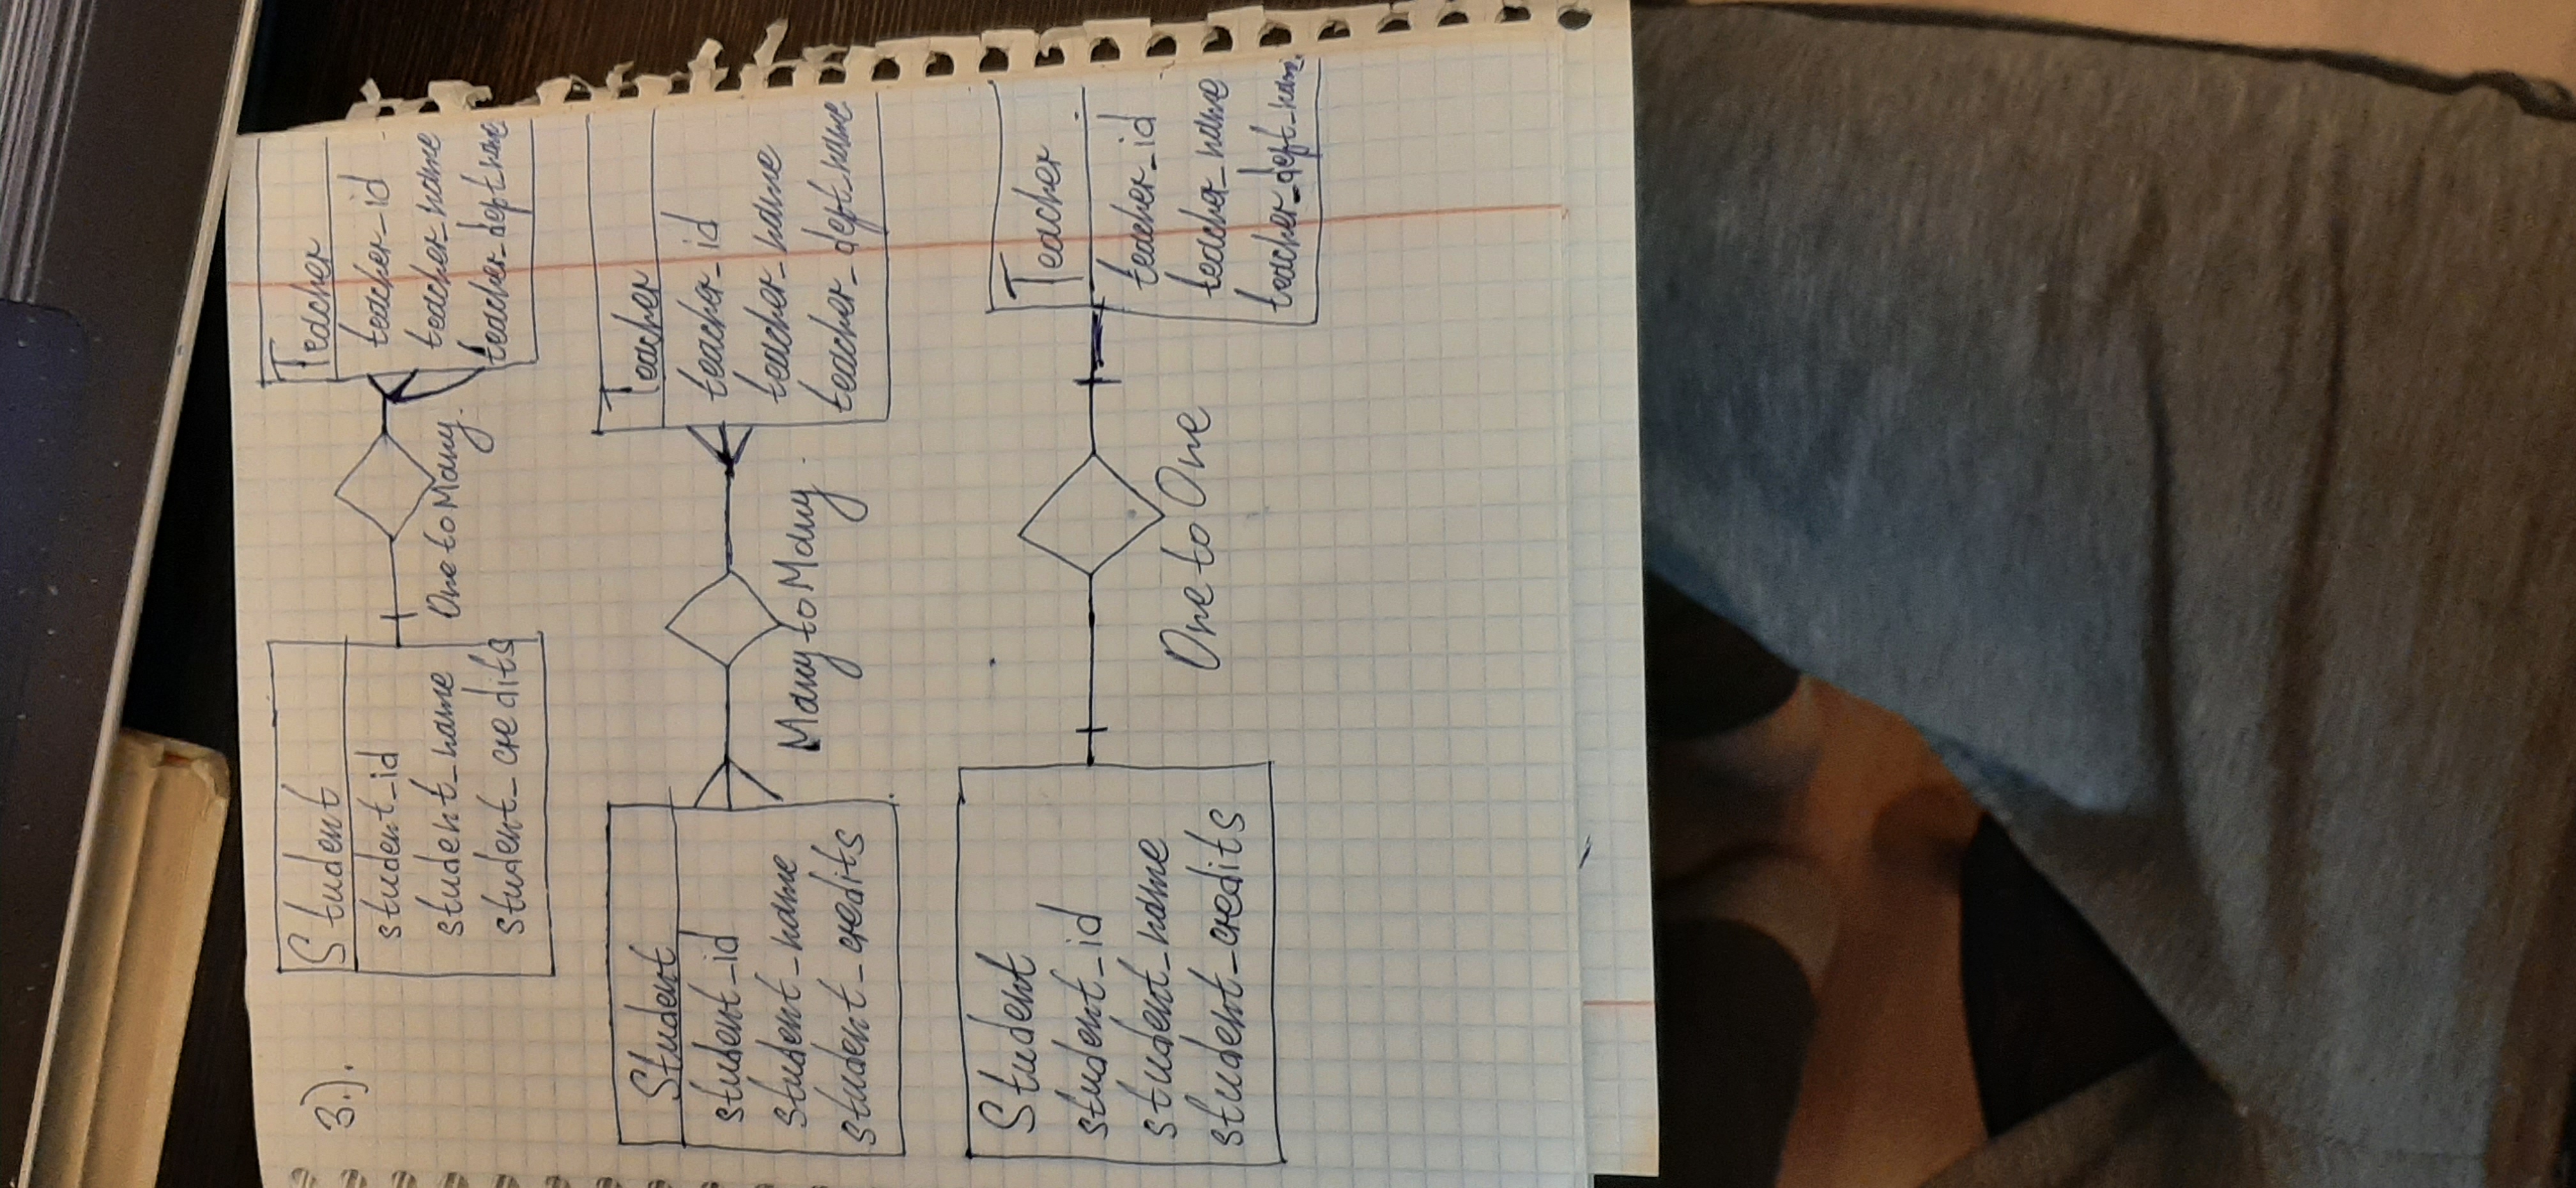 3.).
Student
student_id
student_name
student_credits
One to Many.
Teacher
teacher_id
teacher_name
teacher_dept_name
Student
student_id
student_name
student_credits
Many to Many
Teacher
teacher_id
teacher_name
teacher_dept_name
Student
student_id
student_name
student_credits
One to One
Teacher
teacher_id
teacher_name
teacher_dept_name